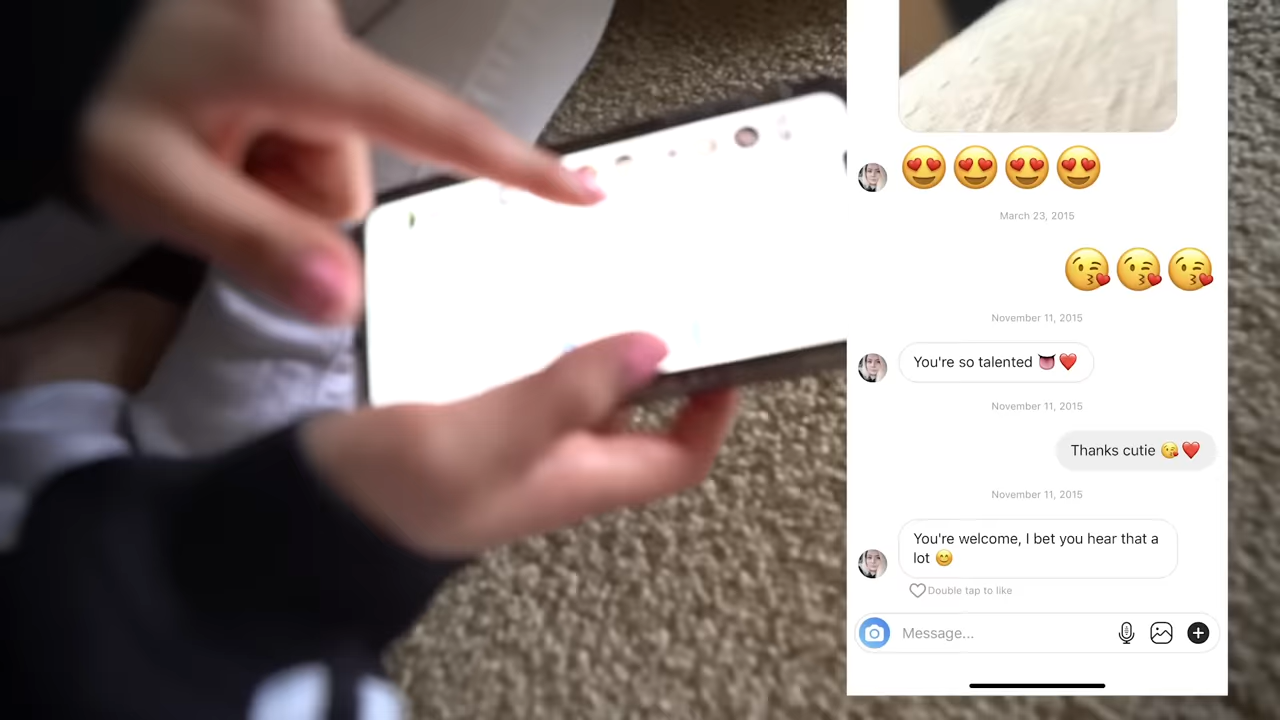 😍😍😍😍
March 23, 2015
😘😘😘
November 11, 2015
You're so talented 👅❤️
November 11, 2015
Thanks cutie 😘❤️
November 11, 2015
You're welcome, I bet you hear that a
lot 😊
Double tap to like
Message...